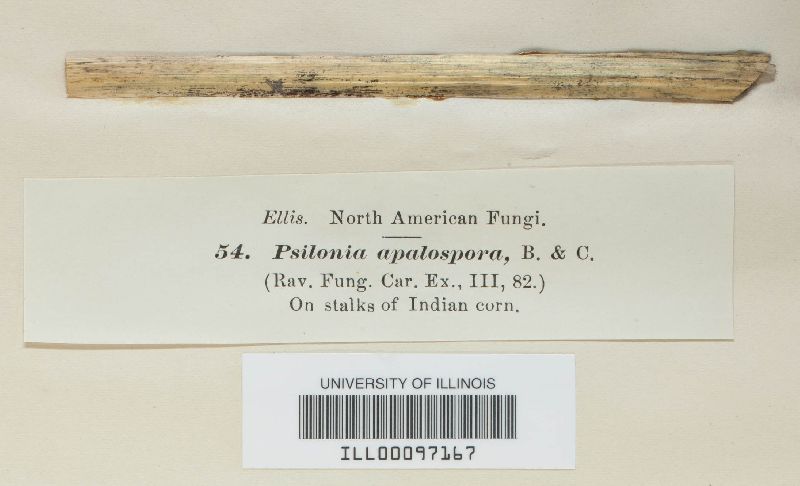 Ellis. North American Fungi.
54. Psilonia apalospora, B. & C.
(Rav. Fung. Car. Ex., III, 82.)
On stalks of Indian corn.
UNIVERSITY OF ILLINOIS
ILL00097167